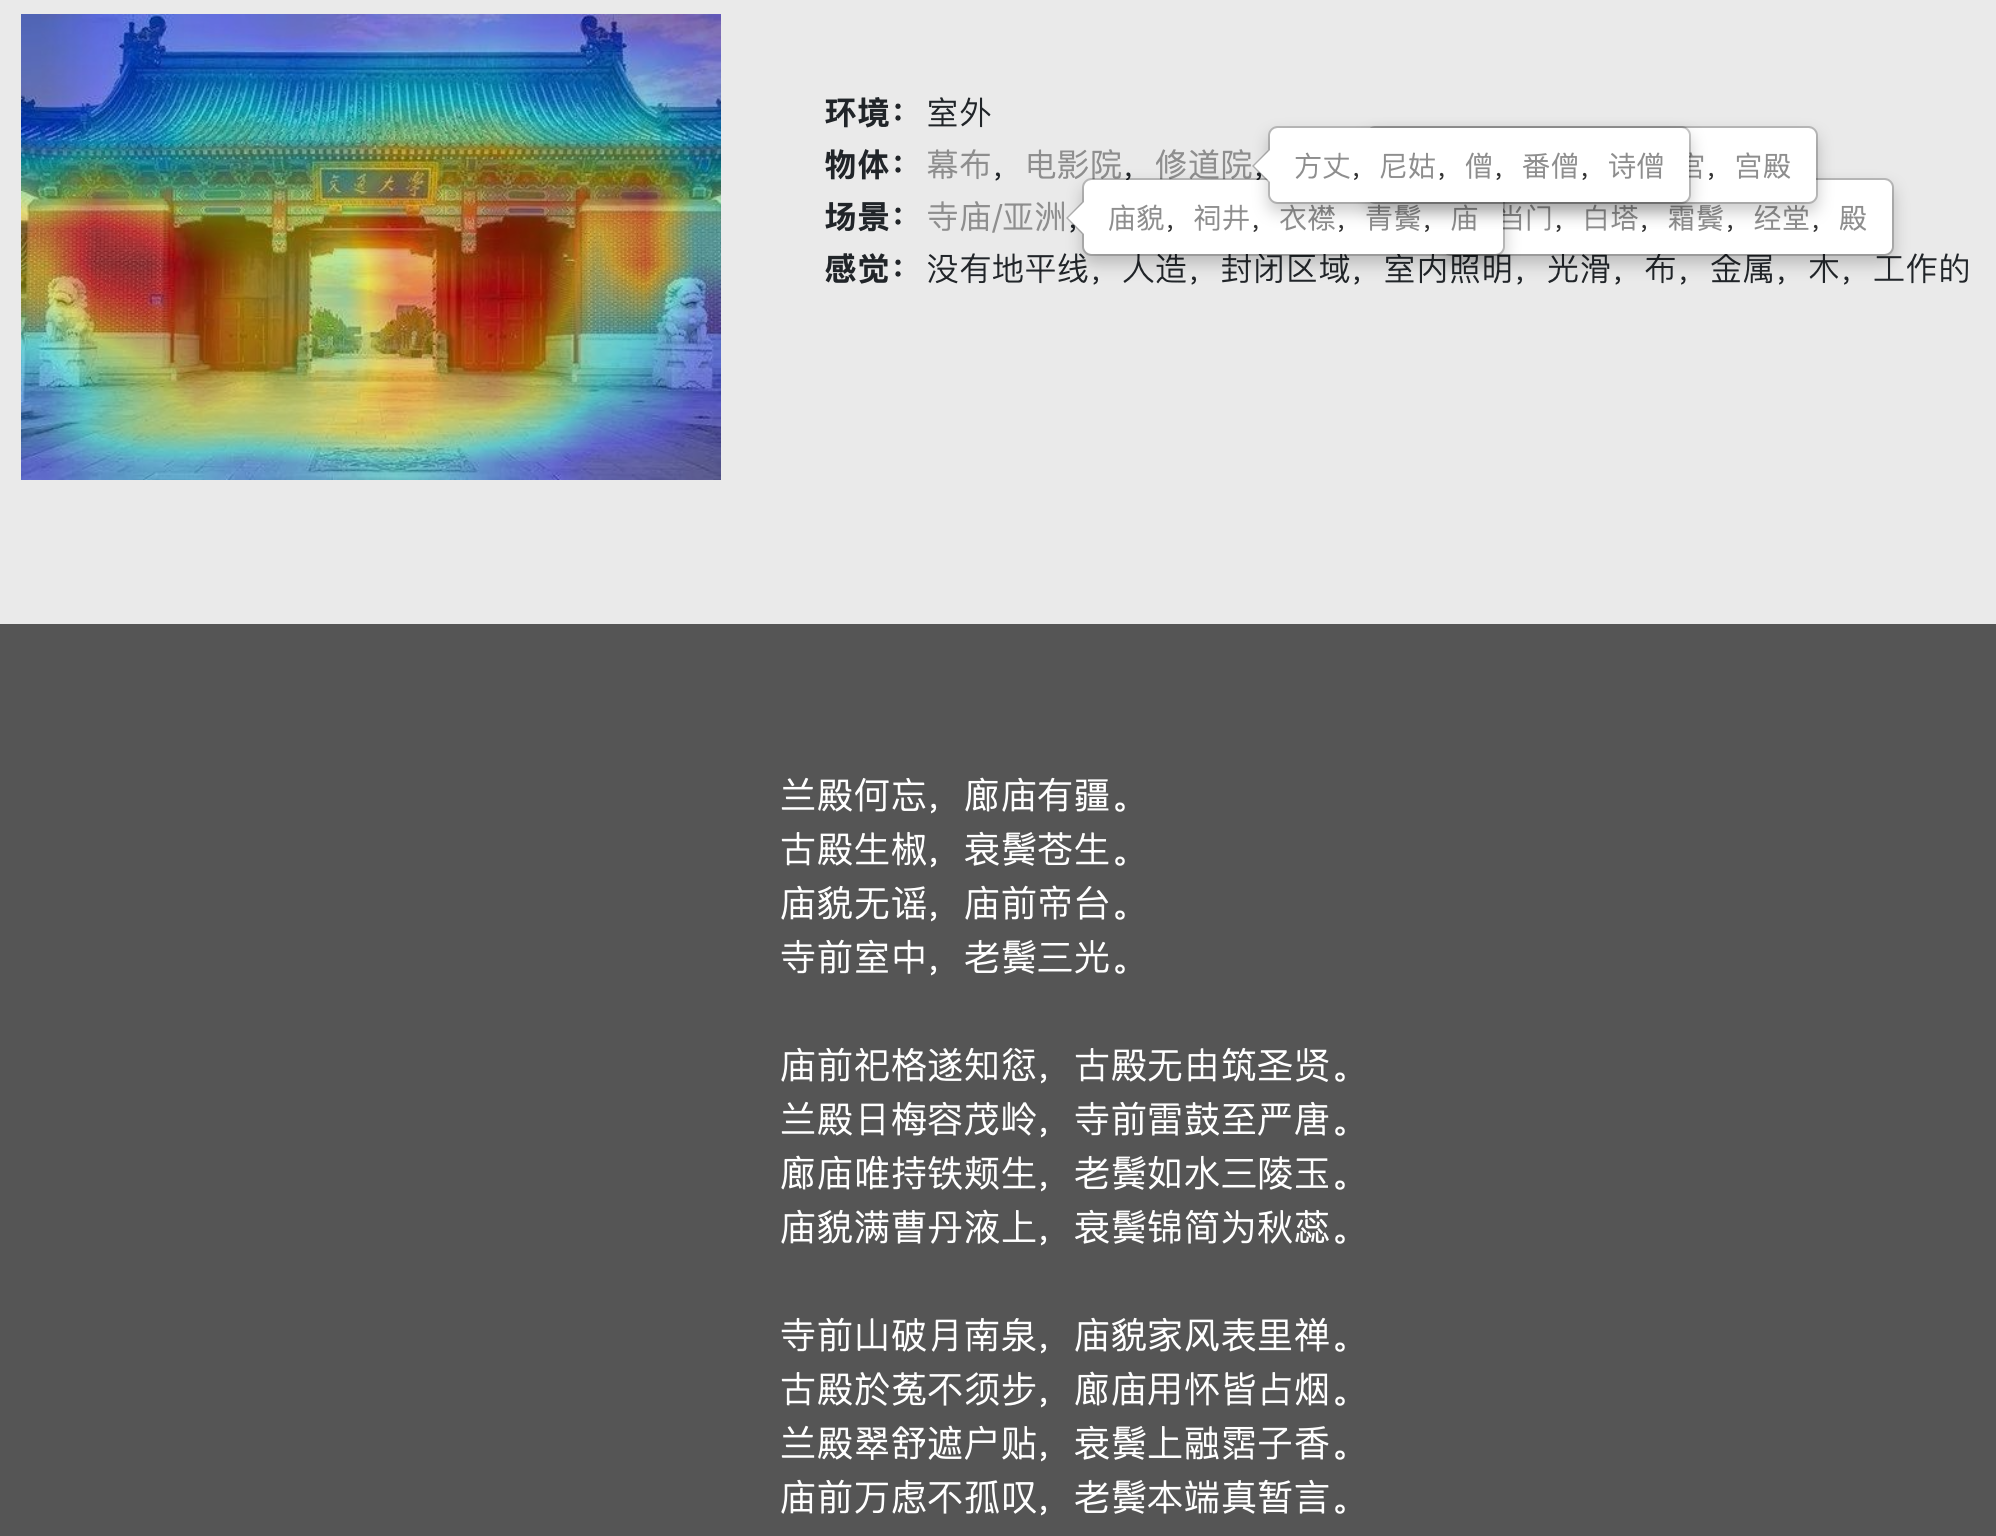 交通大學
环境：室外
物体：幕布，电影院，修道院，
方丈，尼姑，僧，番僧，诗僧
宫，宫殿
场景：寺庙/亚洲，
庙貌，祠井，衣襟，青鬓，庙
当门，白塔，霜鬓，经堂，殿
感觉：没有地平线，人造，封闭区域，室内照明，光滑，布，金属，木，工作的
兰殿何忘，廊庙有疆。
古殿生椒，衰鬓苍生。
庙貌无谣，庙前帝台。
寺前室中，老鬓三光。
庙前祀格遂知愆，古殿无由筑圣贤。
兰殿日梅容茂岭，寺前雷鼓至严唐。
廊庙唯持铁颊生，老鬓如水三陵玉。
庙貌满曹丹液上，衰鬓锦简为秋蕊。
寺前山破月南泉，庙貌家风表里禅。
古殿於菟不须步，廊庙用怀皆占烟。
兰殿翠舒遮户贴，衰鬓上融霑子香。
庙前万虑不孤叹，老鬓本端真暂言。